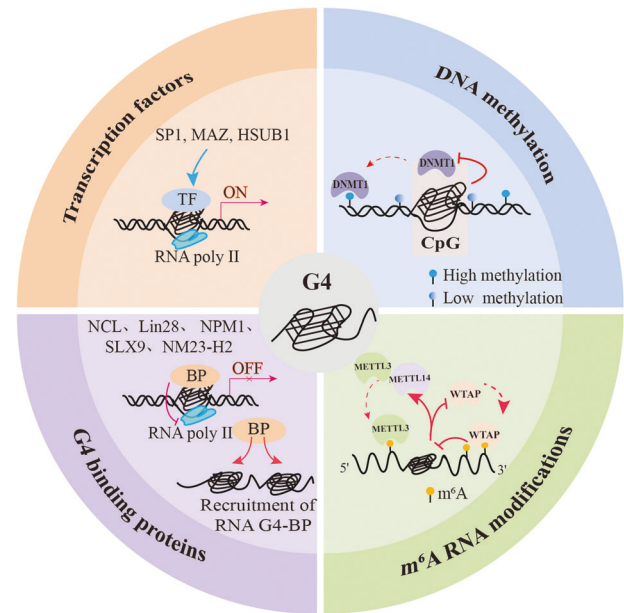 Transcription factors
SP1, MAZ, HSUB1
TF
ON
RNA poly II
DNA methylation
DNMT1
DNMT1
CpG
High methylation
Low methylation
G4
G4 binding proteins
NCL、Lin28、NPM1、
SLX9、NM23-H2
BP
OFF
RNA poly II
BP
Recruitment of
RNA G4-BP
m⁶A RNA modifications
METTL3
METTL14
WTAP
METTL3
WTAP
5'
3'
m⁶A